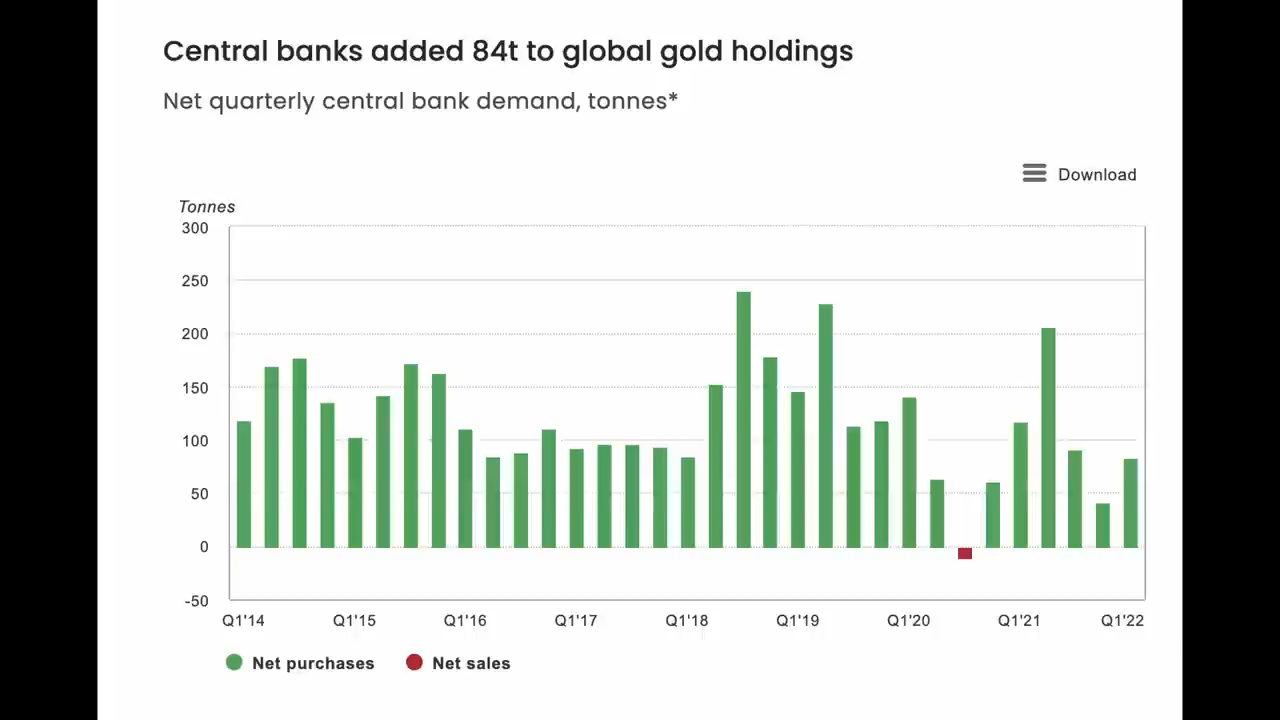 Central banks added 84t to global gold holdings
Net quarterly central bank demand, tonnes*
Download
Tonnes
300
250
200
150
100
50
0
-50
Q1'14 Q1'15 Q1'16 Q1'17 Q1'18 Q1'19 Q1'20 Q1'21 Q1'22
Net purchases Net sales